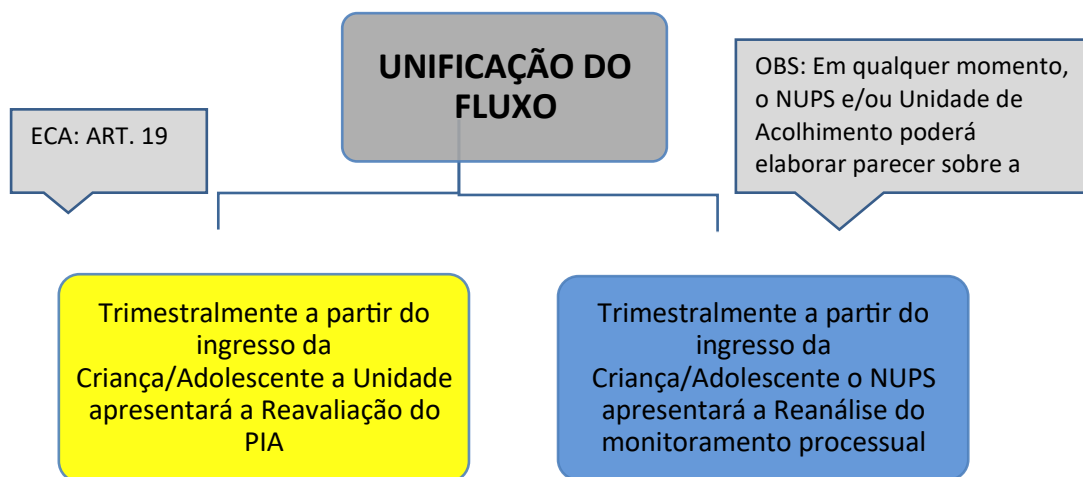 UNIFICAÇÃO DO
FLUXO
ECA: ART. 19
OBS: Em qualquer momento,
o NUPS e/ou Unidade de
Acolhimento poderá
elaborar parecer sobre a
Trimestralmente a partir do
ingresso da
Criança/Adolescente a Unidade
apresentará a Reavaliação do
PIA
Trimestralmente a partir do
ingresso da
Criança/Adolescente o NUPS
apresentará a Reanálise do
monitoramento processual